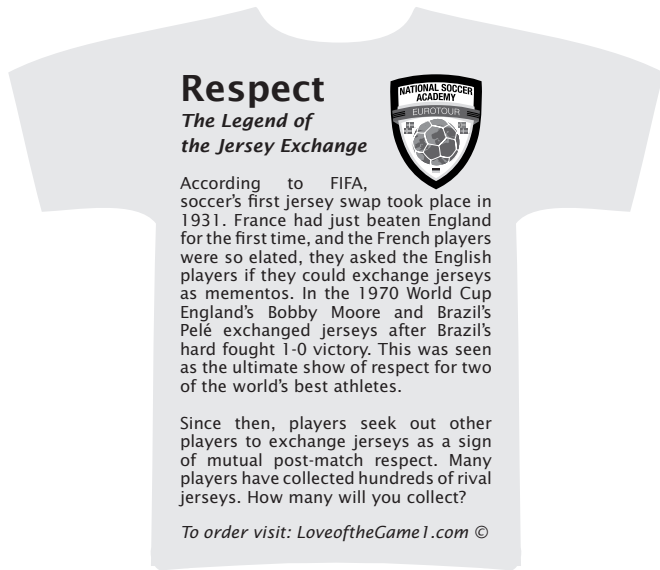 Respect
The Legend of
the Jersey Exchange
NATIONAL SOCCER
ACADEMY
EUROTOUR
According to FIFA,
soccer's first jersey swap took place in
1931. France had just beaten England
for the first time, and the French players
were so elated, they asked the English
players if they could exchange jerseys
as mementos. In the 1970 World Cup
England's Bobby Moore and Brazil's
Pelé exchanged jerseys after Brazil's
hard fought 1-0 victory. This was seen
as the ultimate show of respect for two
of the world's best athletes.
Since then, players seek out other
players to exchange jerseys as a sign
of mutual post-match respect. Many
players have collected hundreds of rival
jerseys. How many will you collect?
To order visit: LoveoftheGame1.com ©